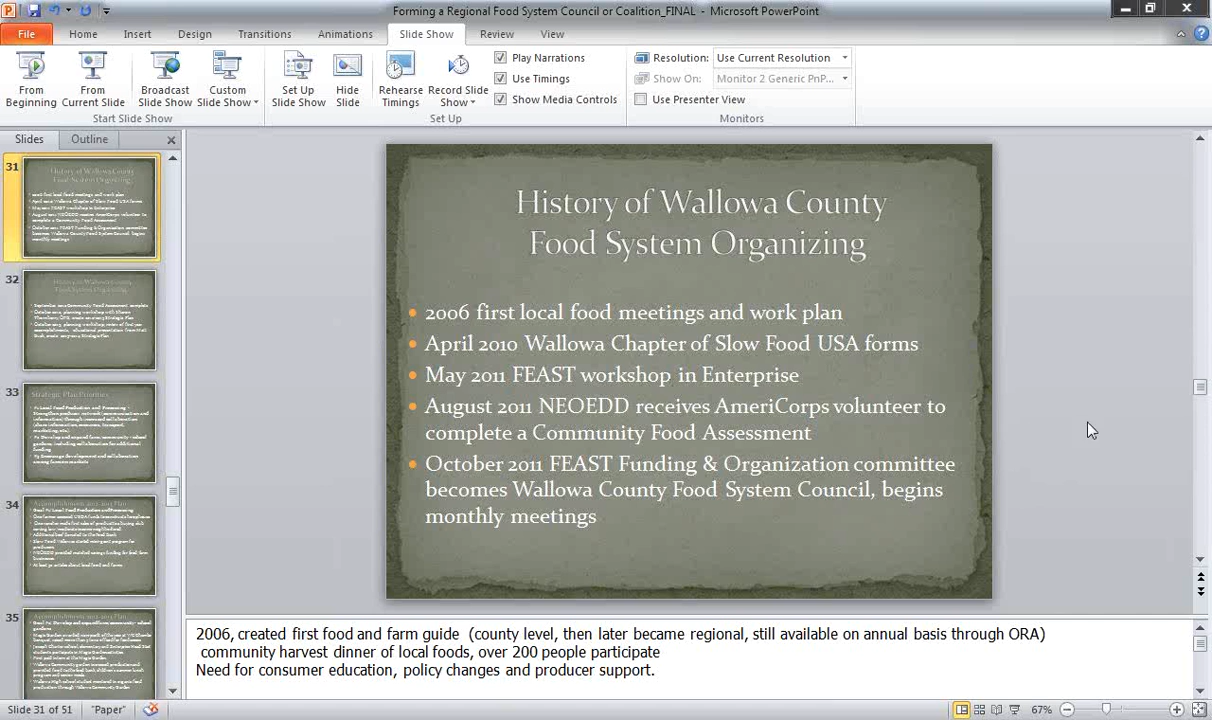 Forming a Regional Food System Council or Coalition_FINAL - Microsoft PowerPoint
File Home Insert Design Transitions Animations Slide Show Review View
From Beginning
From Current Slide
Broadcast Slide Show
Custom Slide Show
Start Slide Show
Set Up Slide Show
Hide Slide
Rehearse Timings
Record Slide Show
Play Narrations
Use Timings
Show Media Controls
Set Up
Resolution: Use Current Resolution
Show On: Monitor 2 Generic PnP...
Use Presenter View
Monitors
Slides Outline
31
32
33
34
35
History of Wallowa County
Food System Organizing
2006 first local food meetings and work plan
April 2010 Wallowa Chapter of Slow Food USA forms
May 2011 FEAST workshop in Enterprise
August 2011 NEOEDD receives AmeriCorps volunteer to
complete a Community Food Assessment
October 2011 FEAST Funding & Organization committee
becomes Wallowa County Food System Council, begins
monthly meetings
2006, created first food and farm guide (county level, then later became regional, still available on annual basis through ORA)
community harvest dinner of local foods, over 200 people participate
Need for consumer education, policy changes and producer support.
Slide 31 of 51 "Paper" 67%